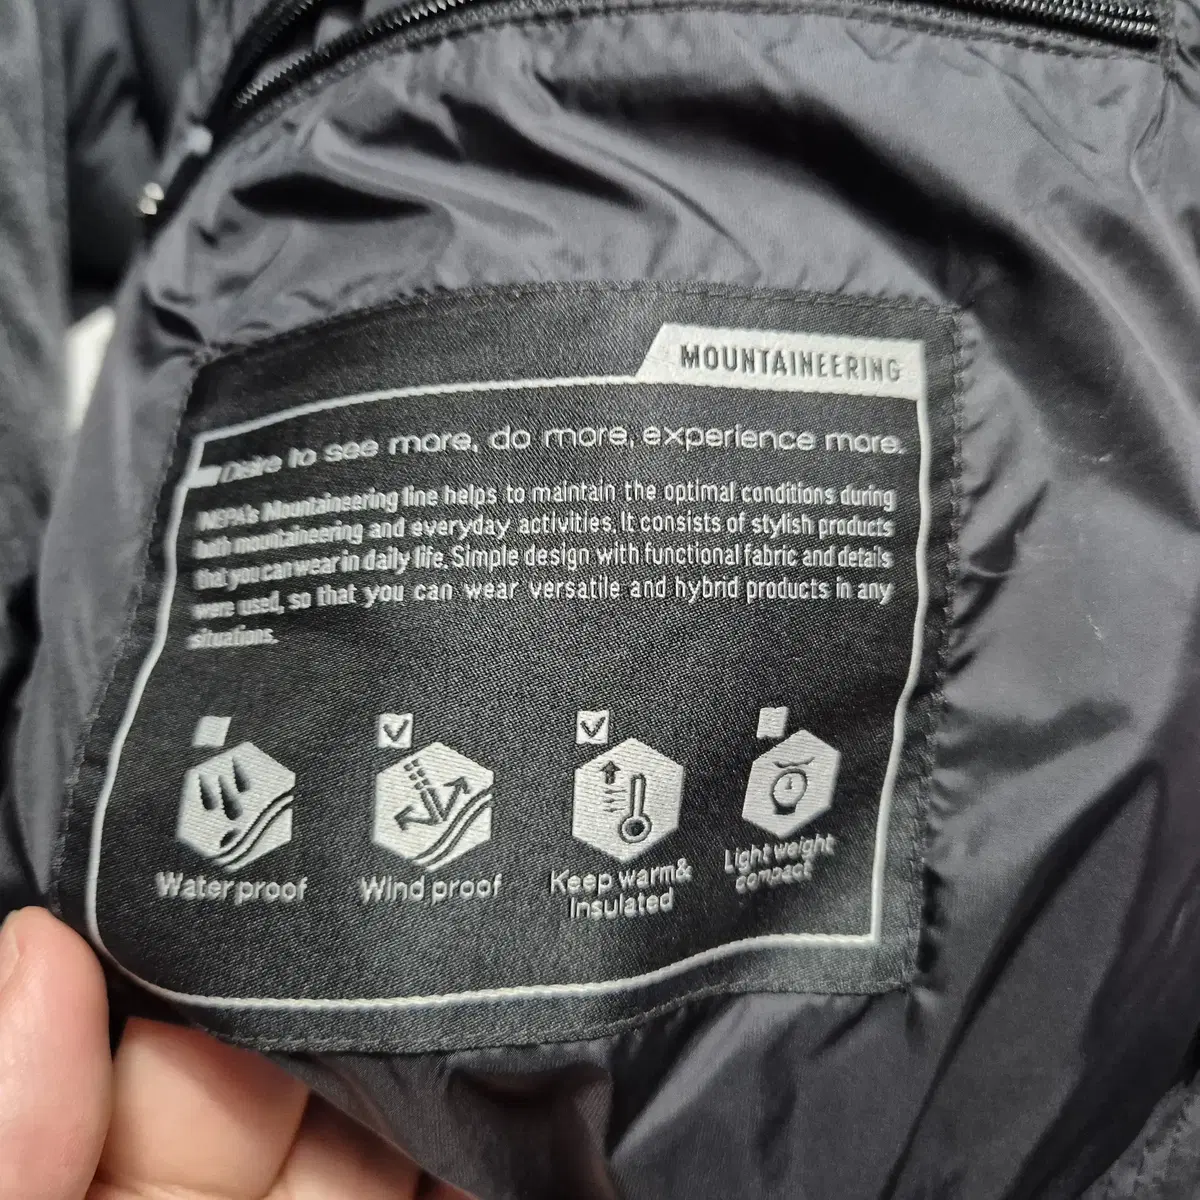 MOUNTAINEERING
Desire to see more, do more, experience more.
Mountaineering line helps to maintain the optimal conditions during
both mountaineering and everyday activities. It consists of stylish products
that you can wear in daily life. Simple design with functional fabric and details
were used, so that you can wear versatile and hybrid products in any
situations.
Water proof
Wind proof
Keep warm&
Insulated
Light weight
compact